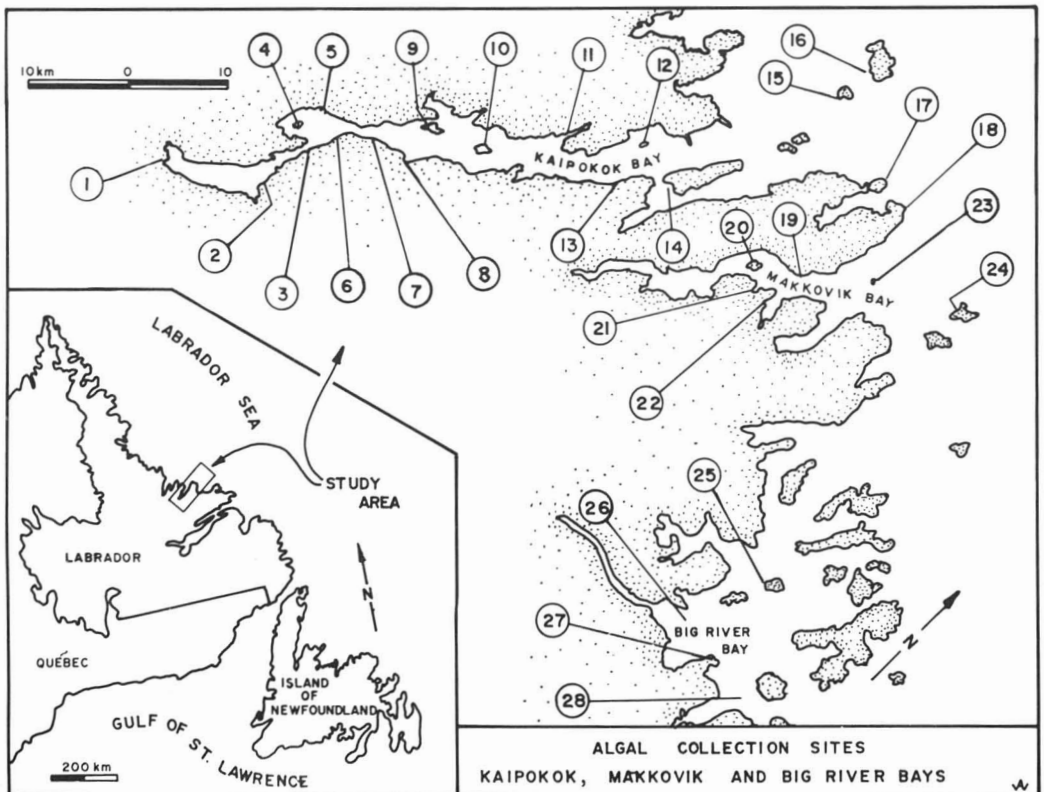 16
4
5
9
10
11
12
10 km 0 10
15
17
18
1
KAIPOKOK BAY
2
3
6
7
8
13
14
20
19
23
24
MAKKOVIK BAY
21
22
LABRADOR SEA
STUDY
AREA
LABRADOR
N
QUÉBEC
ISLAND
OF
NEWFOUNDLAND
GULF OF
ST. LAWRENCE
200 km
25
26
27
BIG RIVER
BAY
28
N
ALGAL COLLECTION SITES
KAIPOKOK, MAKKOVIK AND BIG RIVER BAYS